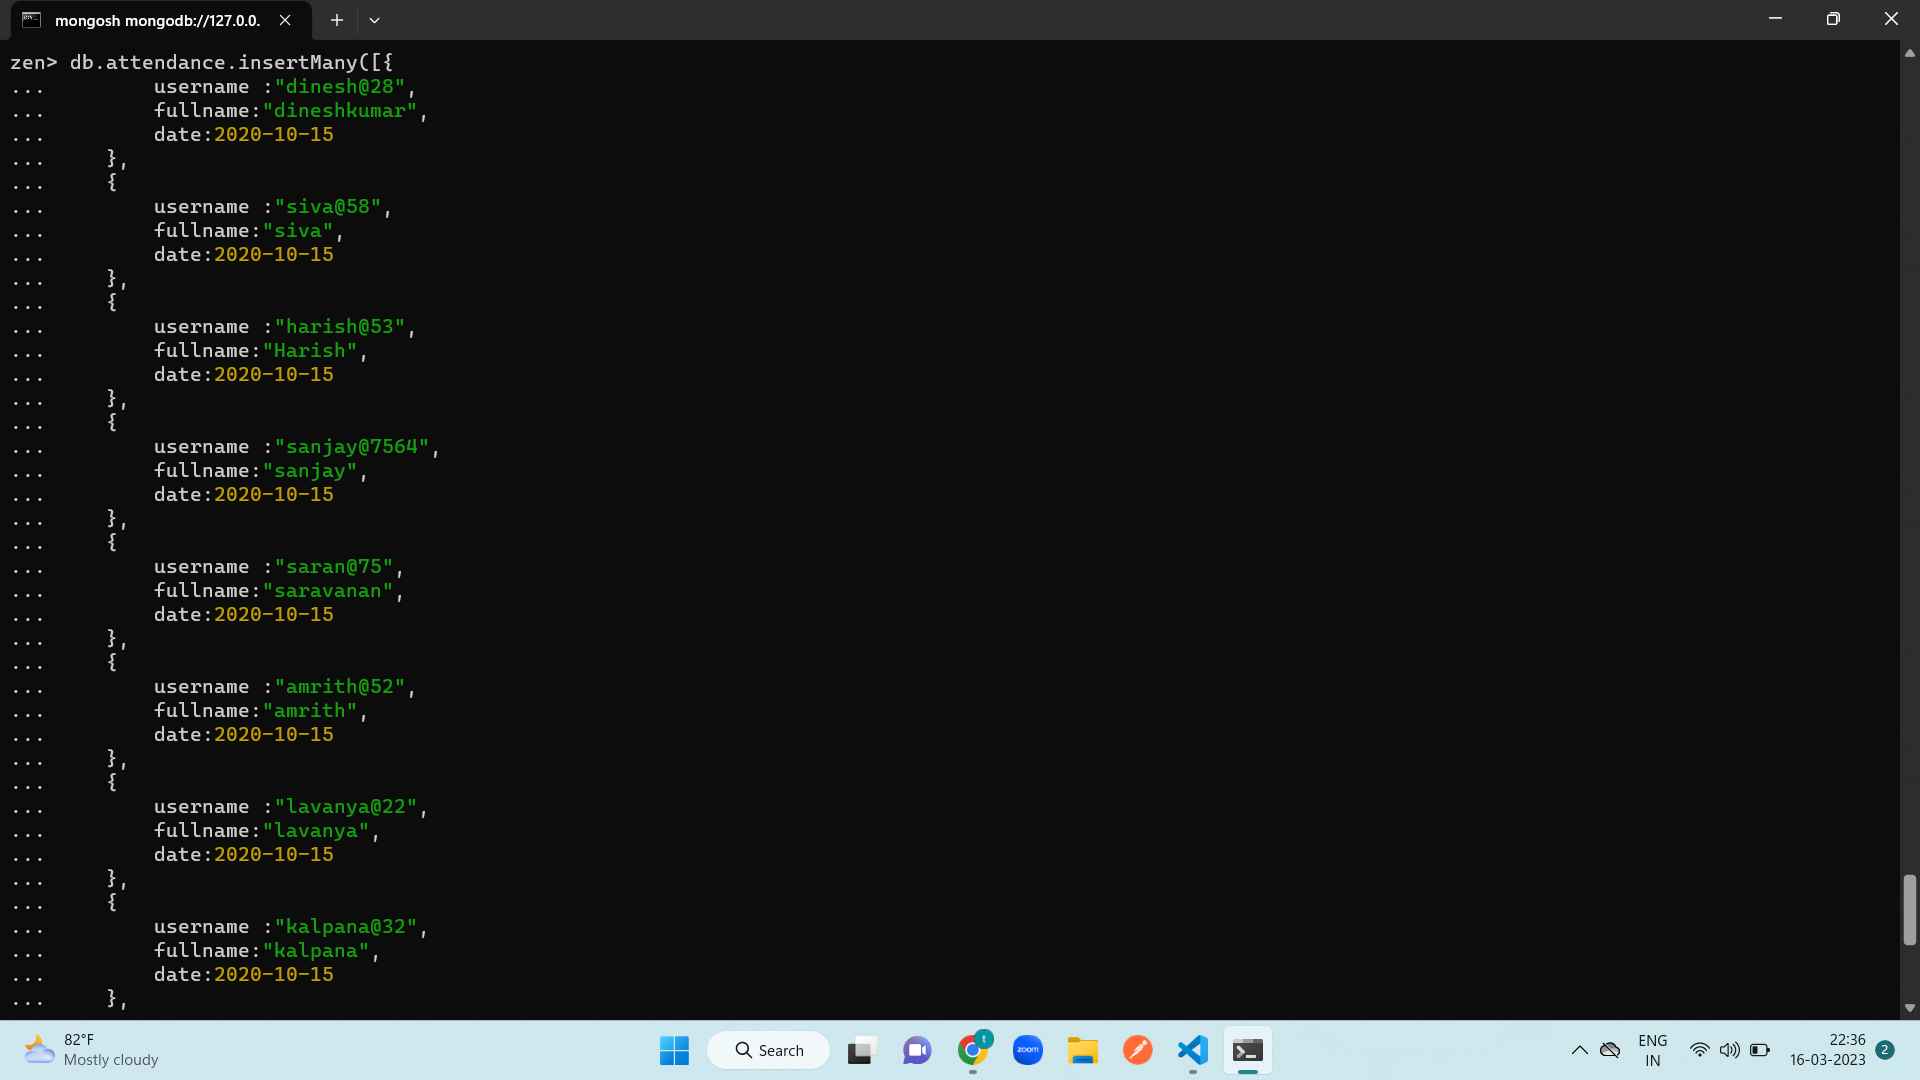 mongosh mongodb://127.0.0.
zen> db.attendance.insertMany([{
...         username :"dinesh@28",
...         fullname:"dineshkumar",
...         date:2020-10-15
...     },
...     {
...         username :"siva@58",
...         fullname:"siva",
...         date:2020-10-15
...     },
...     {
...         username :"harish@53",
...         fullname:"Harish",
...         date:2020-10-15
...     },
...     {
...         username :"sanjay@7564",
...         fullname:"sanjay",
...         date:2020-10-15
...     },
...     {
...         username :"saran@75",
...         fullname:"saravanan",
...         date:2020-10-15
...     },
...     {
...         username :"amrith@52",
...         fullname:"amrith",
...         date:2020-10-15
...     },
...     {
...         username :"lavanya@22",
...         fullname:"lavanya",
...         date:2020-10-15
...     },
...     {
...         username :"kalpana@32",
...         fullname:"kalpana",
...         date:2020-10-15
...     },
82°F
Mostly cloudy
Search
t
zoom
ENG
IN
22:36
16-03-2023
2